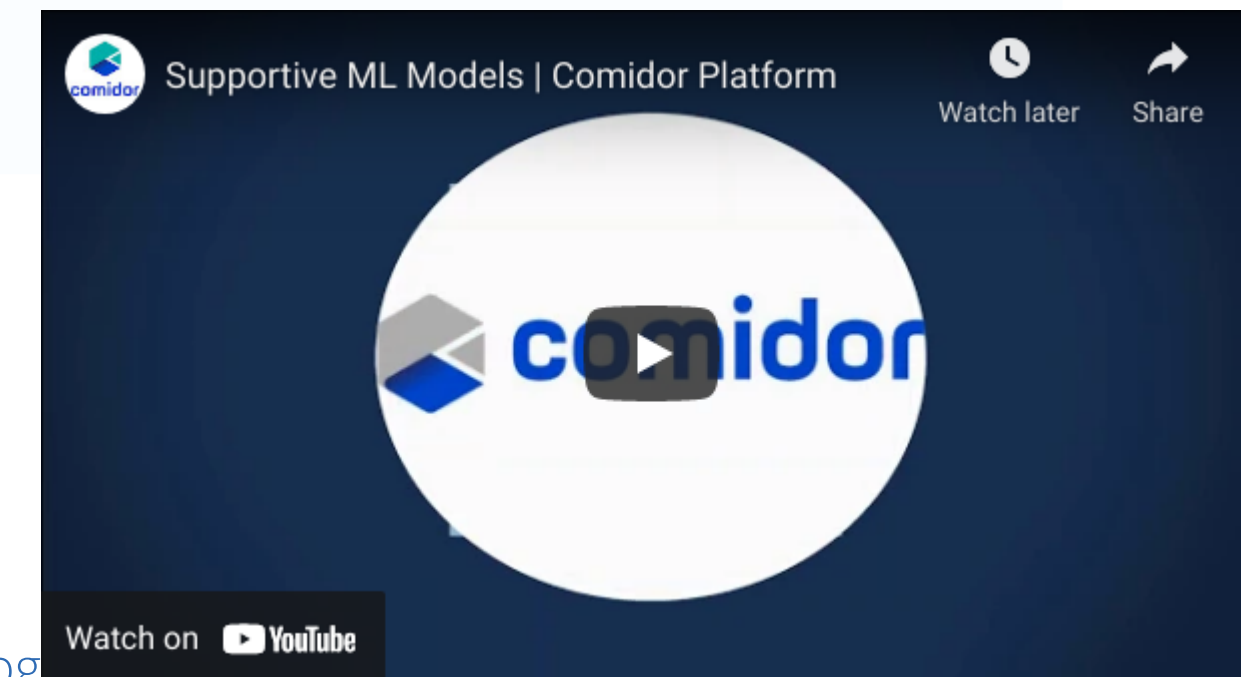 comidor
Supportive ML Models | Comidor Platform
Watch later
Share
comidor
Watch on YouTube